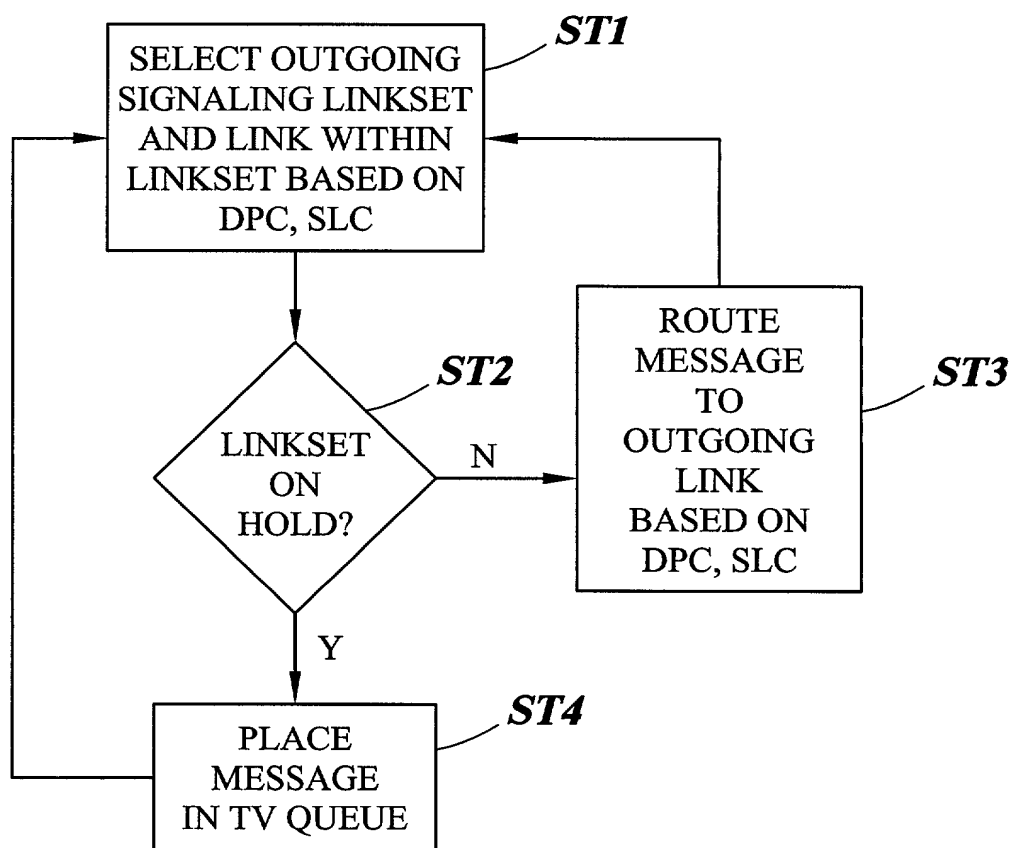 ST1
SELECT OUTGOING
SIGNALING LINKSET
AND LINK WITHIN
LINKSET BASED ON
DPC, SLC
ST2
LINKSET
ON
HOLD?
N
Y
ST3
ROUTE
MESSAGE
TO
OUTGOING
LINK
BASED ON
DPC, SLC
ST4
PLACE
MESSAGE
IN TV QUEUE